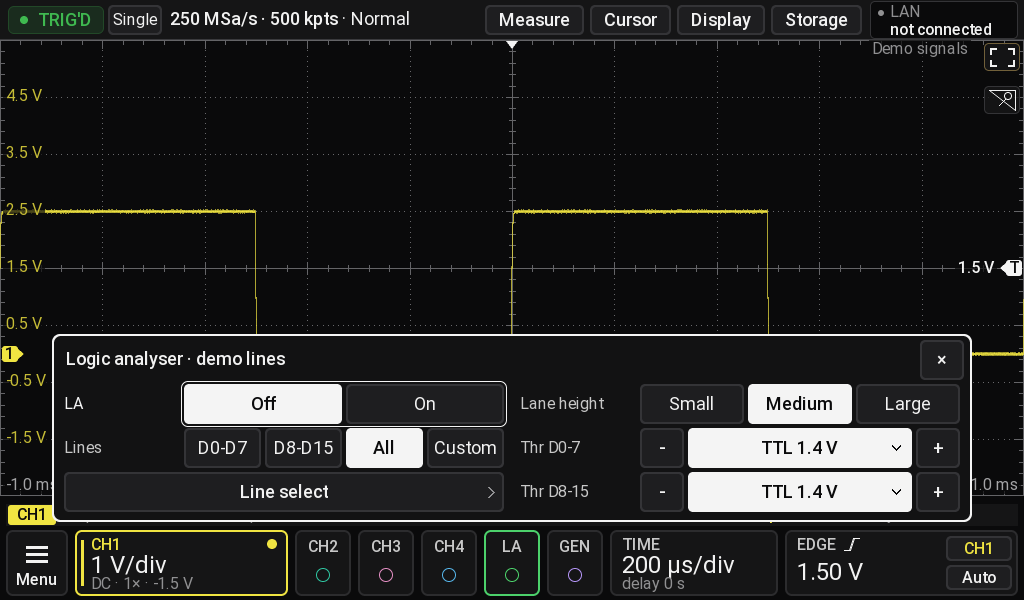 TRIG'D Single 250 MSa/s · 500 kpts · Normal Measure Cursor Display Storage LAN
not connected
Demo signals
4.5 V
3.5 V
2.5 V
1.5 V 1.5 V T
0.5 V
1
-0.5 V
-1.5 V
-1.0 ms 1.0 ms
Logic analyser · demo lines ×
LA Off On Lane height Small Medium Large
Lines D0-D7 D8-D15 All Custom Thr D0-7 - TTL 1.4 V +
Line select Thr D8-15 - TTL 1.4 V +
CH1
Menu
CH1
1 V/div
DC · 1× · -1.5 V
CH2 CH3 CH4 LA GEN
TIME
200 µs/div
delay 0 s
EDGE
1.50 V
CH1
Auto